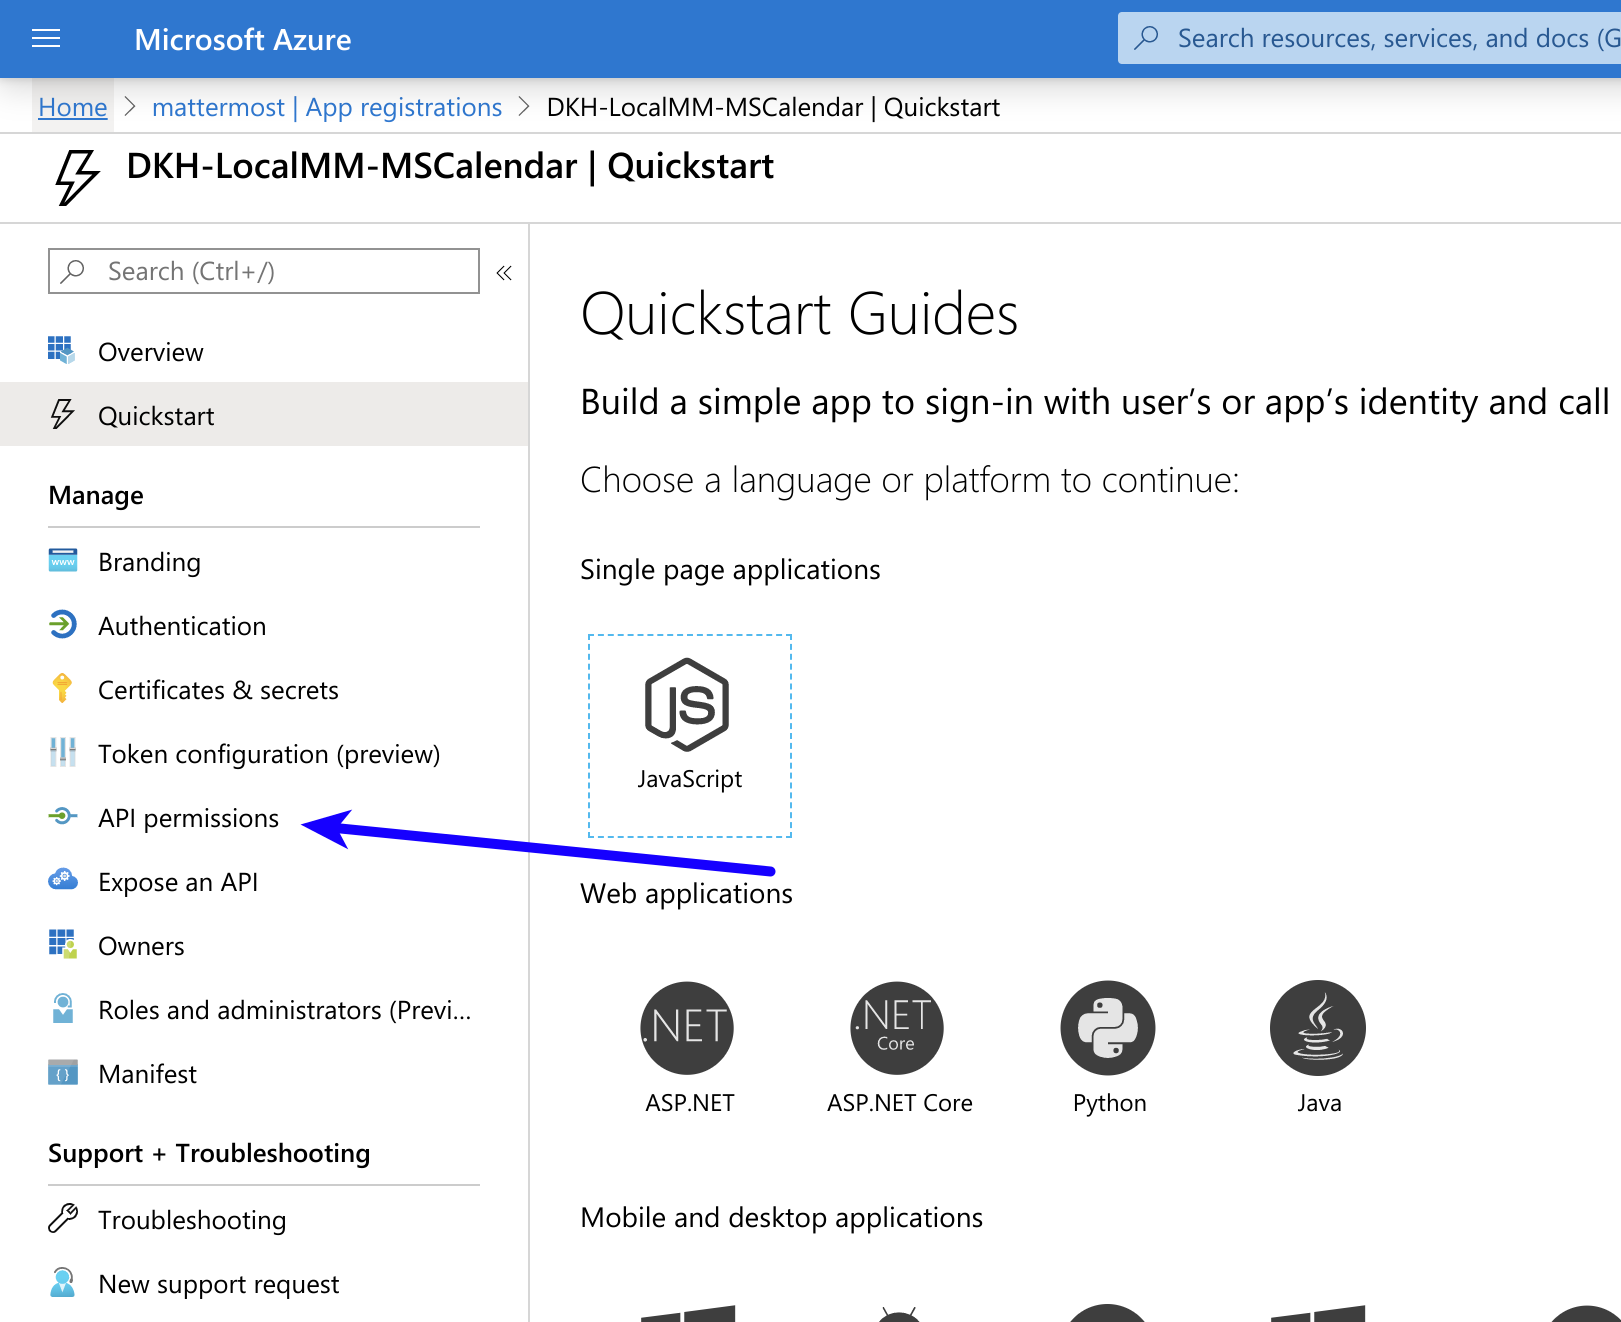 Microsoft Azure
Search resources, services, and docs (G
Home > mattermost | App registrations > DKH-LocalMM-MSCalendar | Quickstart
DKH-LocalMM-MSCalendar | Quickstart
Search (Ctrl+/)
«
Overview
Quickstart
Manage
www
Branding
Authentication
Certificates & secrets
Token configuration (preview)
API permissions
Expose an API
Owners
Roles and administrators (Previ...
{ }
Manifest
Support + Troubleshooting
Troubleshooting
New support request
Quickstart Guides
Build a simple app to sign-in with user’s or app’s identity and call
Choose a language or platform to continue:
Single page applications
JS
JavaScript
Web applications
.NET
ASP.NET
.NET
Core
ASP.NET Core
Python
Java
Mobile and desktop applications